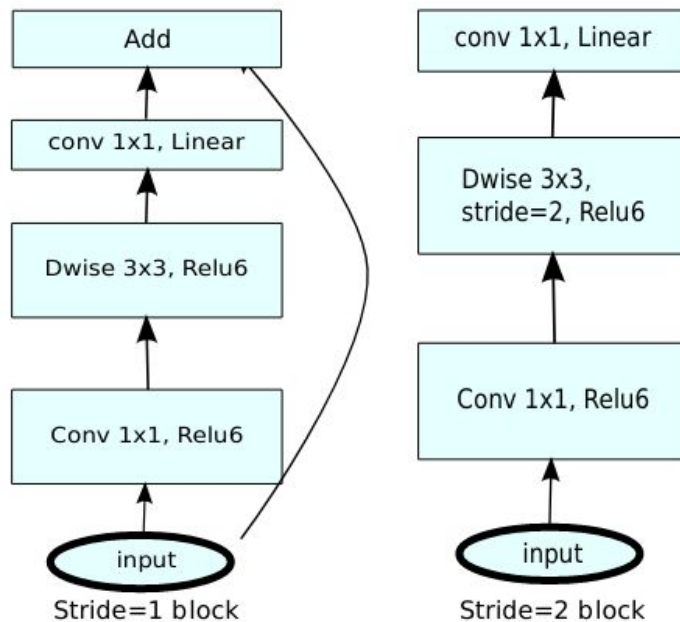 Add
conv 1x1, Linear
Dwise 3x3, Relu6
Conv 1x1, Relu6
input
Stride=1 block
conv 1x1, Linear
Dwise 3x3,
stride=2, Relu6
Conv 1x1, Relu6
input
Stride=2 block